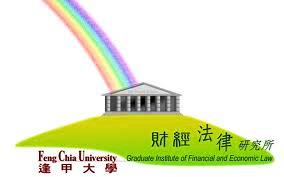 財經法律研究所
Feng Chia University Graduate Institute of Financial and Economic Law
逢甲大學